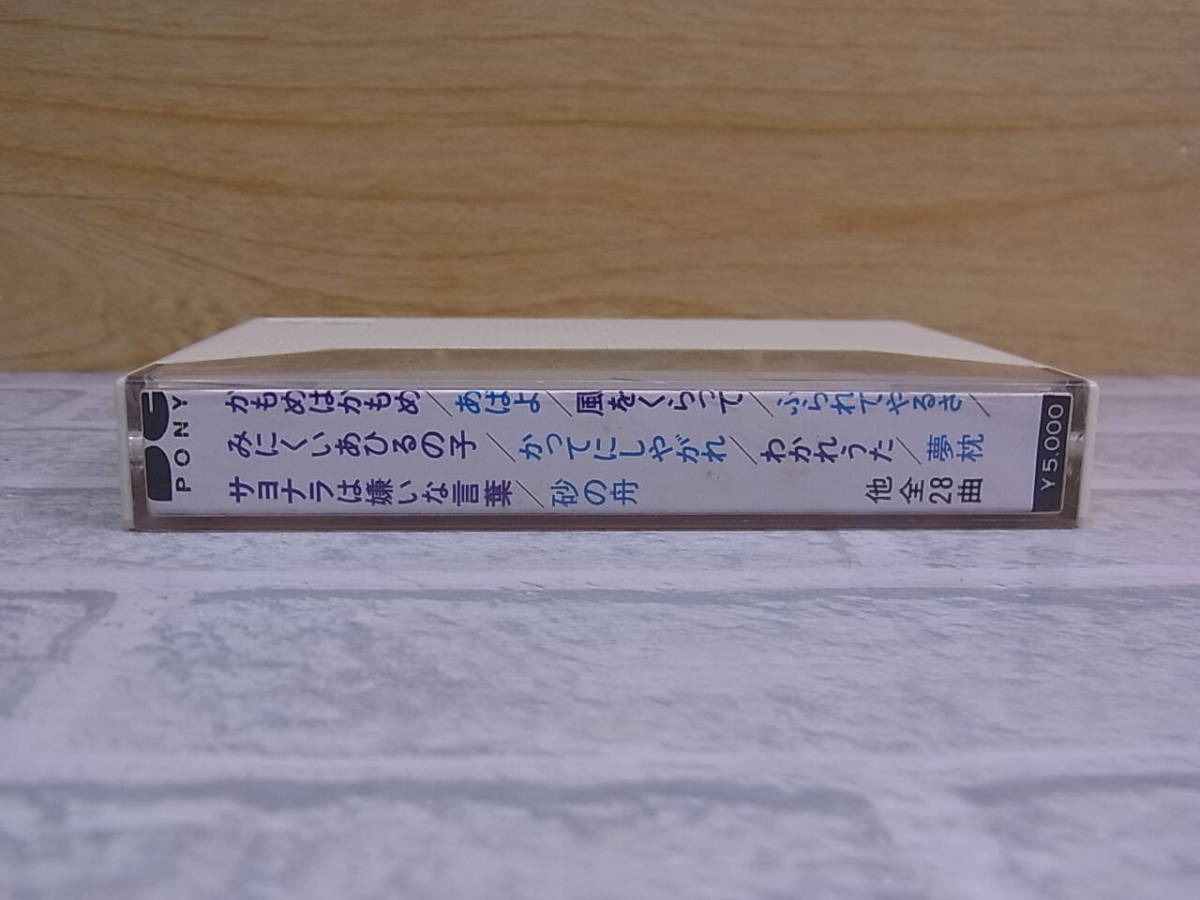 PONY
かもめはかもめ／あばよ／風をくらって／ふられてやるさ／
みにくいあひるの子／かってにしやがれ／わかれうた／夢枕
サヨナラは嫌いな言葉／砂の舟 他全28曲
¥5.000